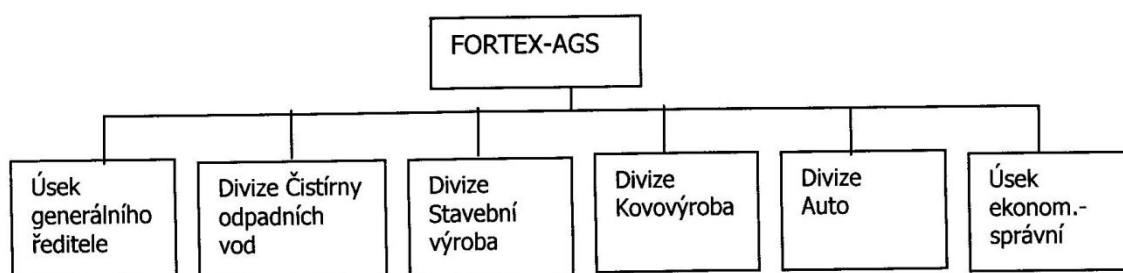 FORTEX-AGS
Úsek
generálního
ředitele
Divize Čistírny
odpadních
vod
Divize
Stavební
výroba
Divize
Kovovýroba
Divize
Auto
Úsek
ekonom.-
správní